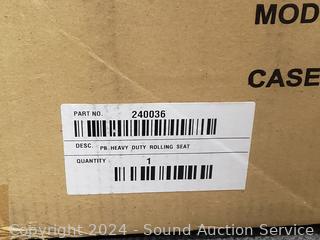 MOD
CASE
PART NO. 240036
DESC. PB HEAVY DUTY ROLLING SEAT
QUANTITY 1
Copyright 2024 - Sound Auction Service